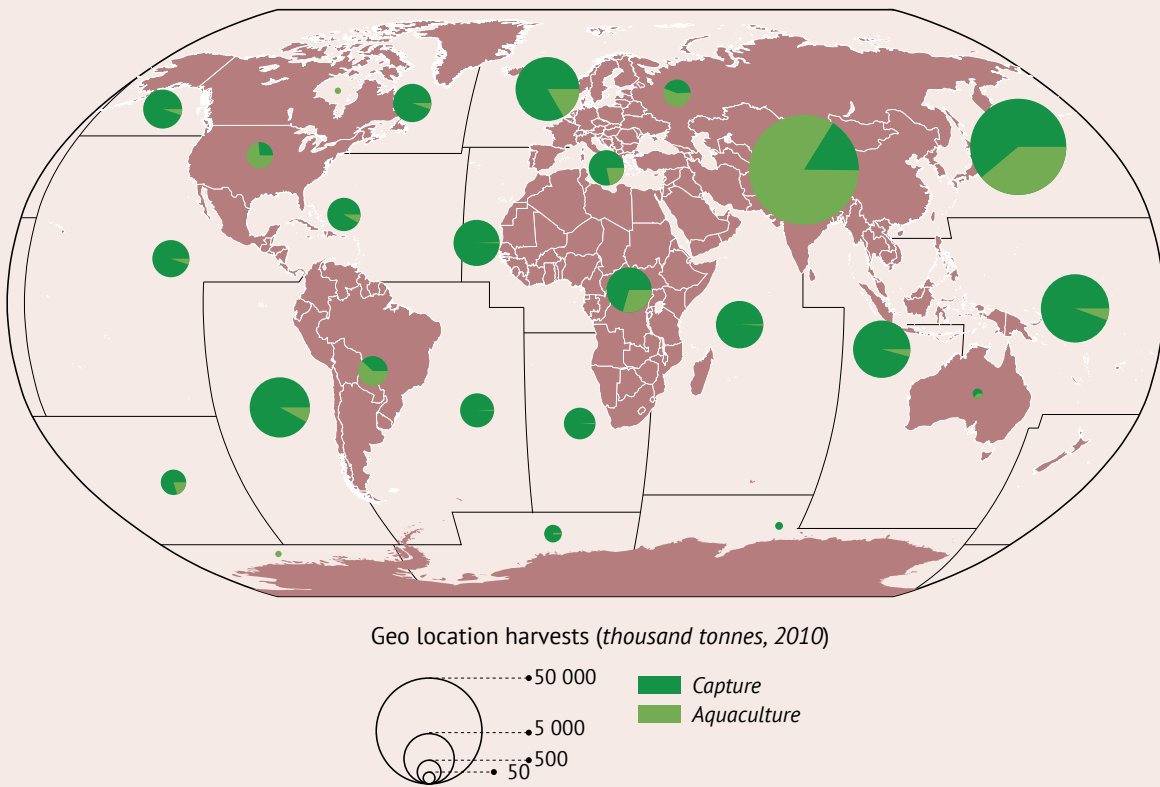 Geo location harvests (thousand tonnes, 2010)
50 000
5 000
500
50
Capture
Aquaculture